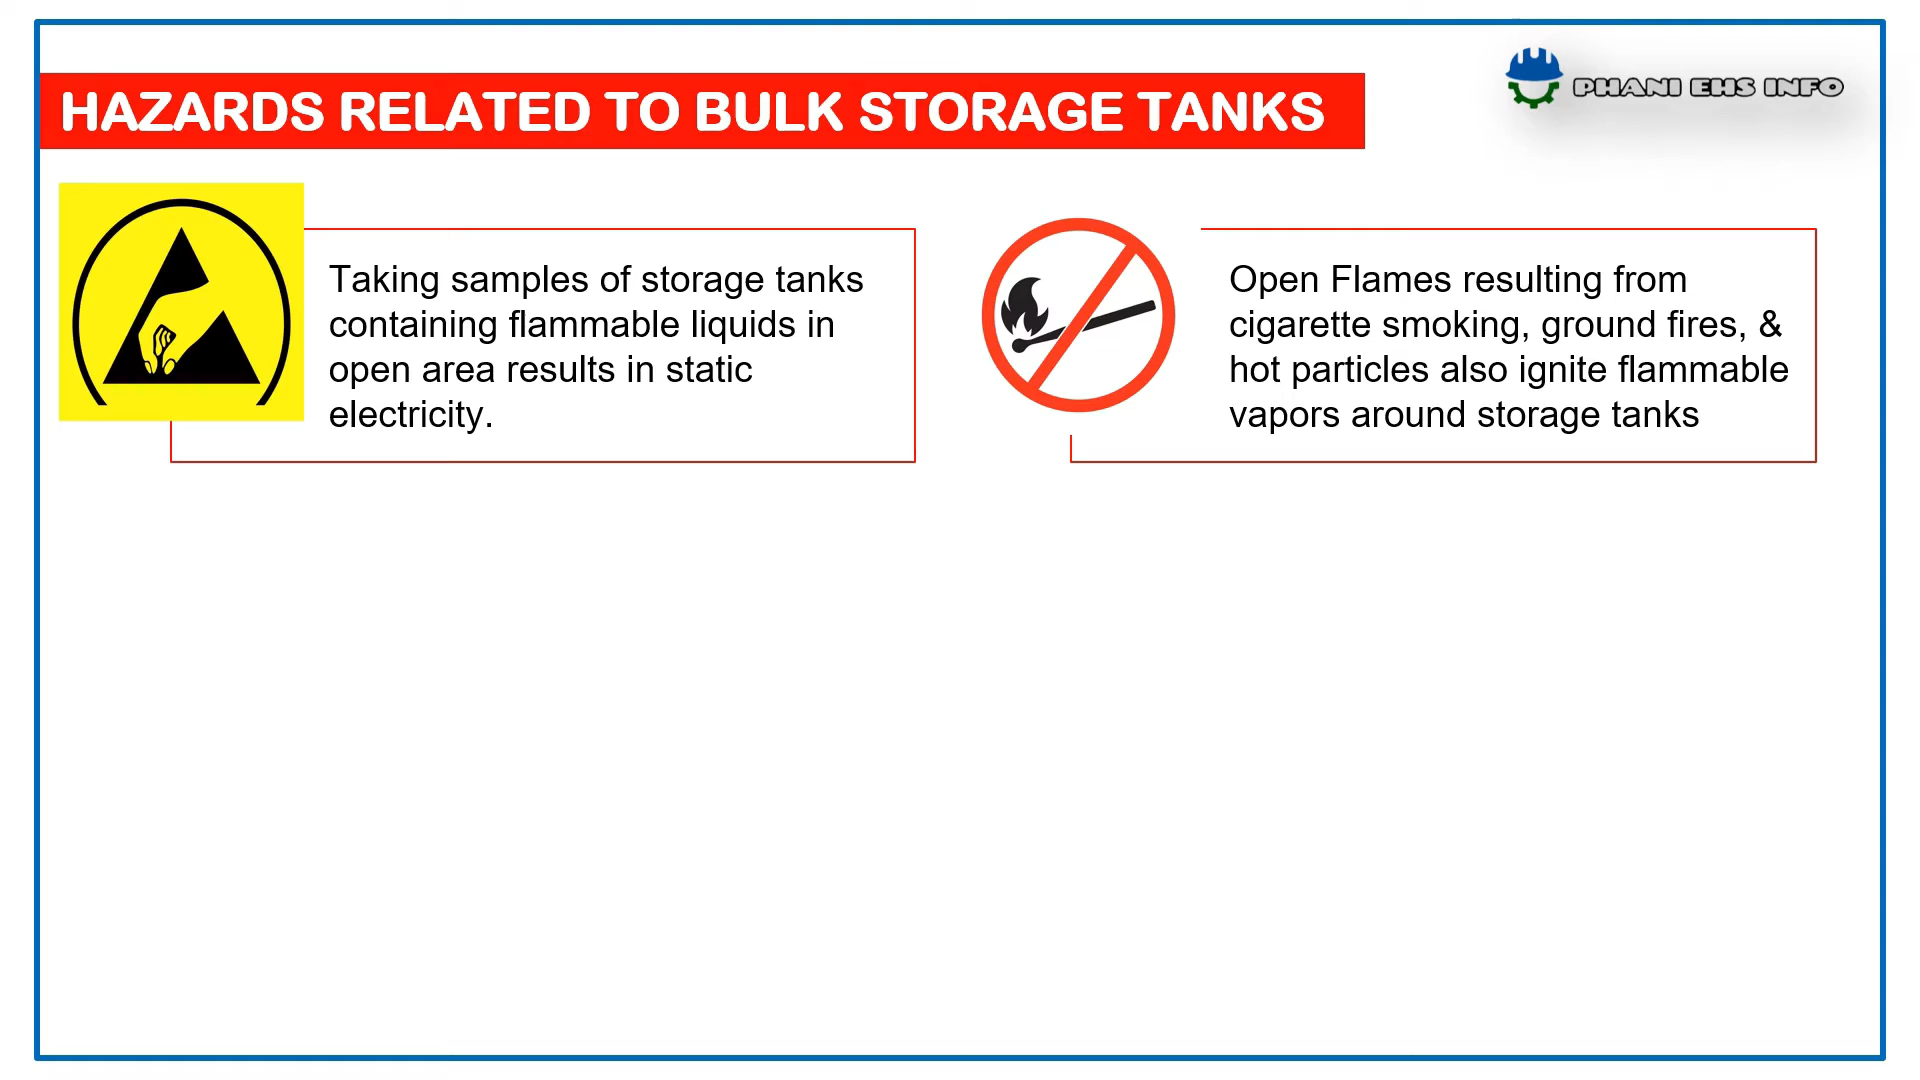 HAZARDS RELATED TO BULK STORAGE TANKS
PHANI EHS INFO
Taking samples of storage tanks
containing flammable liquids in
open area results in static
electricity.
Open Flames resulting from
cigarette smoking, ground fires, &
hot particles also ignite flammable
vapors around storage tanks